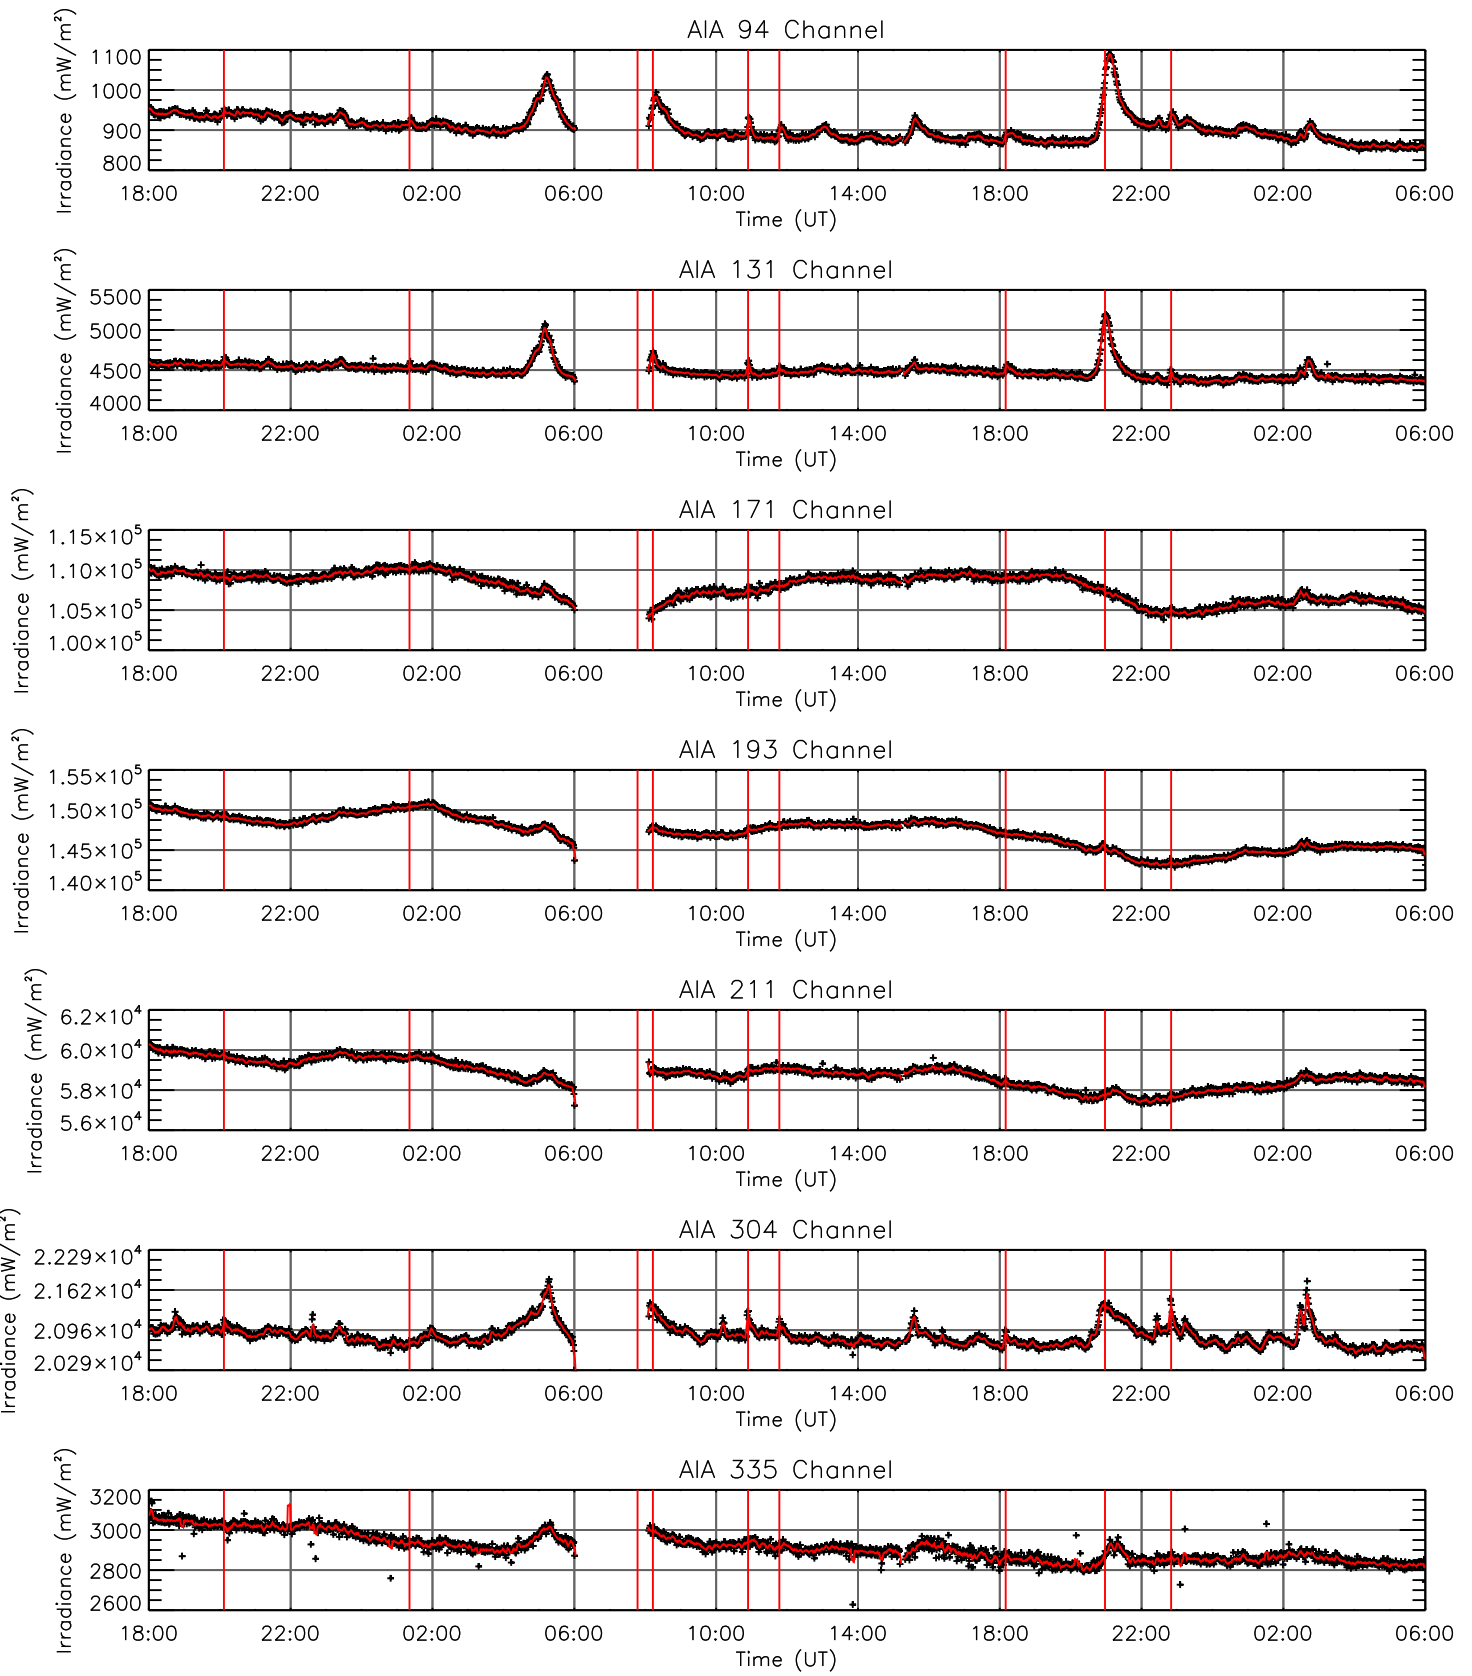 AIA 94 Channel
Irradiance (mW/m²)
1100
1000
900
800
18:00 22:00 02:00 06:00 10:00 14:00 18:00 22:00 02:00 06:00
Time (UT)
AIA 131 Channel
Irradiance (mW/m²)
5500
5000
4500
4000
18:00 22:00 02:00 06:00 10:00 14:00 18:00 22:00 02:00 06:00
Time (UT)
AIA 171 Channel
Irradiance (mW/m²)
1.15×10⁵
1.10×10⁵
1.05×10⁵
1.00×10⁵
18:00 22:00 02:00 06:00 10:00 14:00 18:00 22:00 02:00 06:00
Time (UT)
AIA 193 Channel
Irradiance (mW/m²)
1.55×10⁵
1.50×10⁵
1.45×10⁵
1.40×10⁵
18:00 22:00 02:00 06:00 10:00 14:00 18:00 22:00 02:00 06:00
Time (UT)
AIA 211 Channel
Irradiance (mW/m²)
6.2×10⁴
6.0×10⁴
5.8×10⁴
5.6×10⁴
18:00 22:00 02:00 06:00 10:00 14:00 18:00 22:00 02:00 06:00
Time (UT)
AIA 304 Channel
Irradiance (mW/m²)
2.229×10⁴
2.162×10⁴
2.096×10⁴
2.029×10⁴
18:00 22:00 02:00 06:00 10:00 14:00 18:00 22:00 02:00 06:00
Time (UT)
AIA 335 Channel
Irradiance (mW/m²)
3200
3000
2800
2600
18:00 22:00 02:00 06:00 10:00 14:00 18:00 22:00 02:00 06:00
Time (UT)